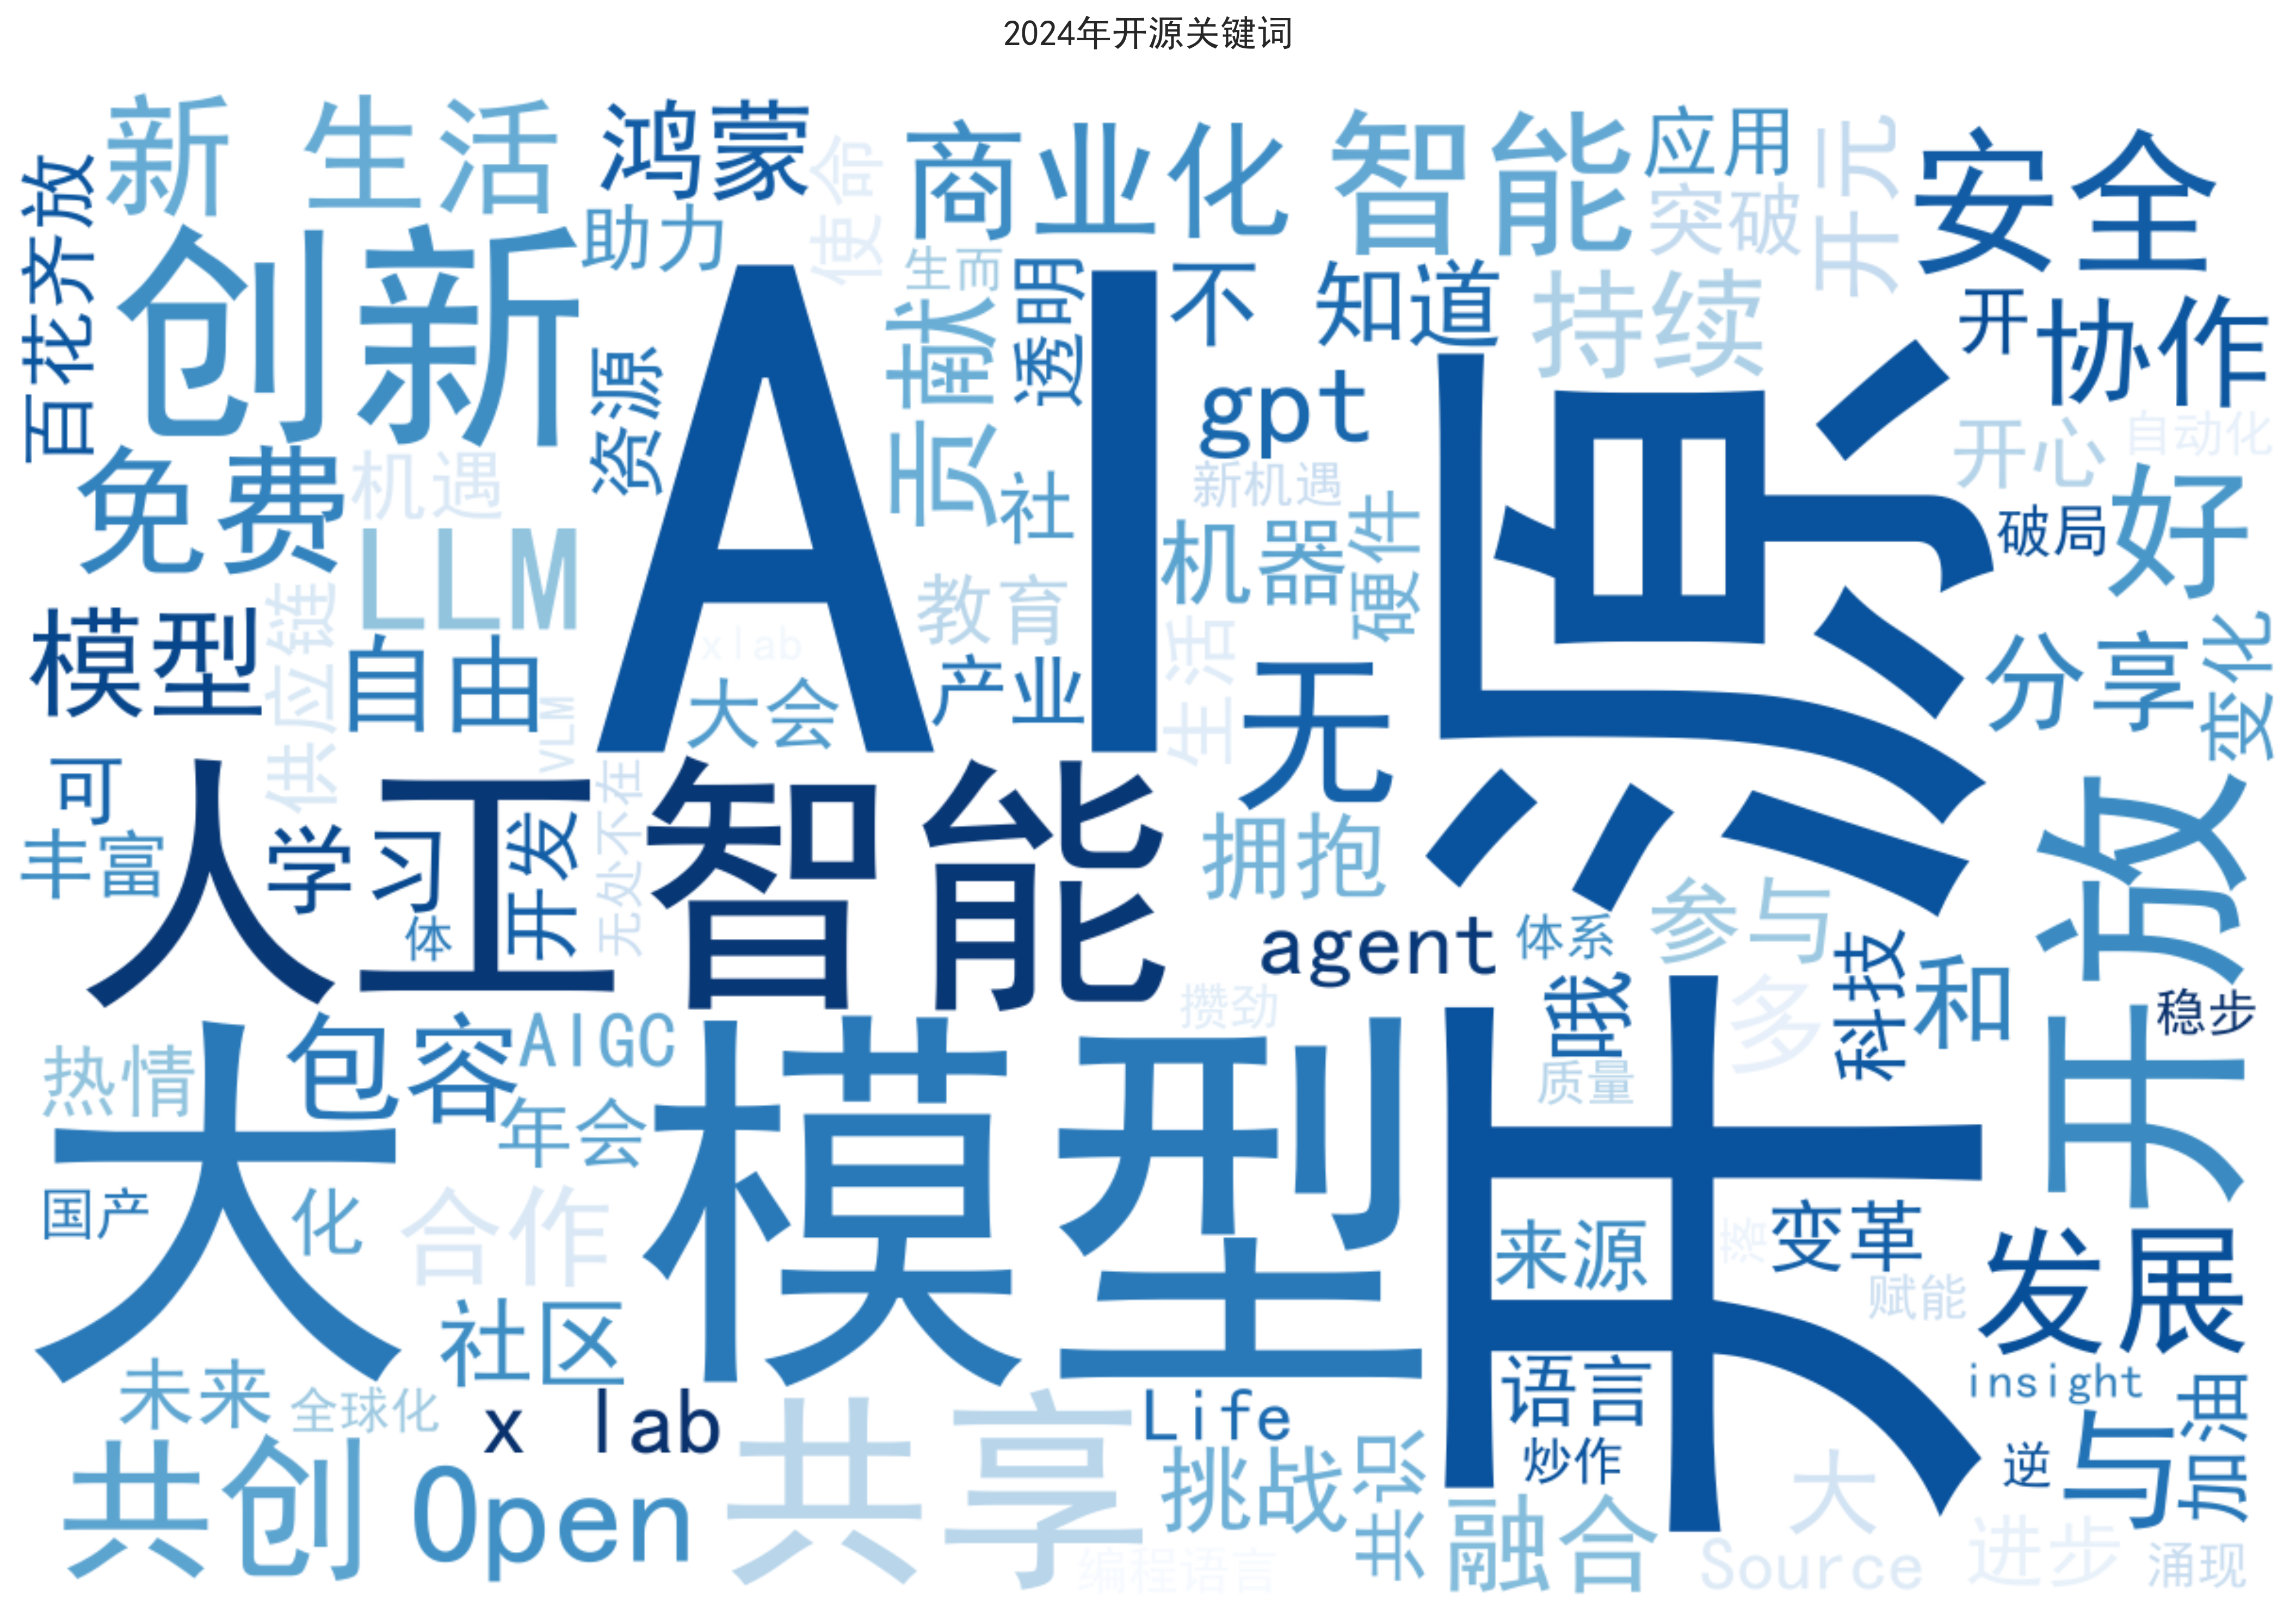 2024年开源关键词
新 生活
鸿蒙
使命
商业化
智能
应用
开元
安全
百花齐放
助力
突破
创新
生而
透明
不
知道
持续
开
协作
AI
贡献
资源
gpt
开源
开心
自动化
免费
机遇
新机遇
社
硬件
破局
好
LLM
机器
供应链
教育
模型
自由
xlab
生活
无
分享
变化
VLM
大会
产业
可
人工智能
无处不在
开放
丰富
学习
开发
拥抱
体
agent
体系
参与
科技
哦
和
攒劲
多
稳步
大模型
包容
AIGC
热情
质量
年会
国产
化
合作
来源
落
变革
赋能
发展
社区
未来
全球化
x lab
Life
语言
insight
加油
共创
Open
共享
挑战
共识
炒作
逆
与
融合
大
编程语言
Source
进步
涌现